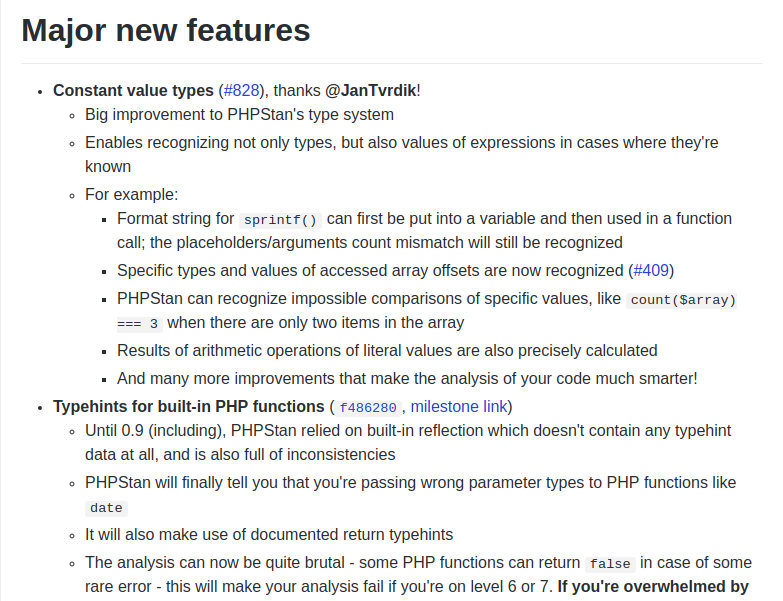 Major new features
Constant value types (#828), thanks @JanTvrdik!
Big improvement to PHPStan's type system
Enables recognizing not only types, but also values of expressions in cases where they're
known
For example:
Format string for sprintf() can first be put into a variable and then used in a function
call; the placeholders/arguments count mismatch will still be recognized
Specific types and values of accessed array offsets are now recognized (#409)
PHPStan can recognize impossible comparisons of specific values, like count($array)
=== 3 when there are only two items in the array
Results of arithmetic operations of literal values are also precisely calculated
And many more improvements that make the analysis of your code much smarter!
Typehints for built-in PHP functions (f486280, milestone link)
Until 0.9 (including), PHPStan relied on built-in reflection which doesn't contain any typehint
data at all, and is also full of inconsistencies
PHPStan will finally tell you that you're passing wrong parameter types to PHP functions like
date
It will also make use of documented return typehints
The analysis can now be quite brutal - some PHP functions can return false in case of some
rare error - this will make your analysis fail if you're on level 6 or 7. If you're overwhelmed by